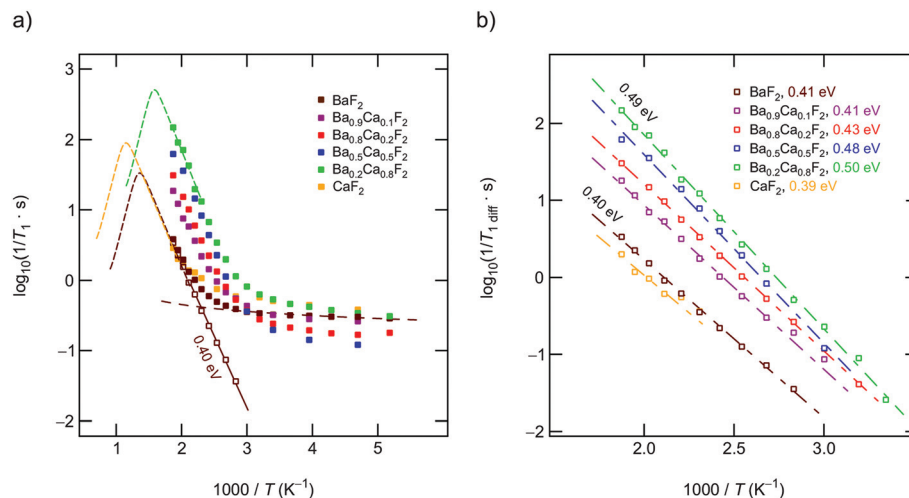 a)
log₁₀(1/T₁ · s)
3
2
1
0
−1
−2
1
2
3
4
5
1000 / T (K⁻¹)
BaF₂
Ba₀.₉Ca₀.₁F₂
Ba₀.₈Ca₀.₂F₂
Ba₀.₅Ca₀.₅F₂
Ba₀.₂Ca₀.₈F₂
CaF₂
0.40 eV
b)
log₁₀(1/T₁ diff · s)
2
1
0
−1
−2
2.0
2.5
3.0
1000 / T (K⁻¹)
0.49 eV
0.40 eV
BaF₂, 0.41 eV
Ba₀.₉Ca₀.₁F₂, 0.41 eV
Ba₀.₈Ca₀.₂F₂, 0.43 eV
Ba₀.₅Ca₀.₅F₂, 0.48 eV
Ba₀.₂Ca₀.₈F₂, 0.50 eV
CaF₂, 0.39 eV